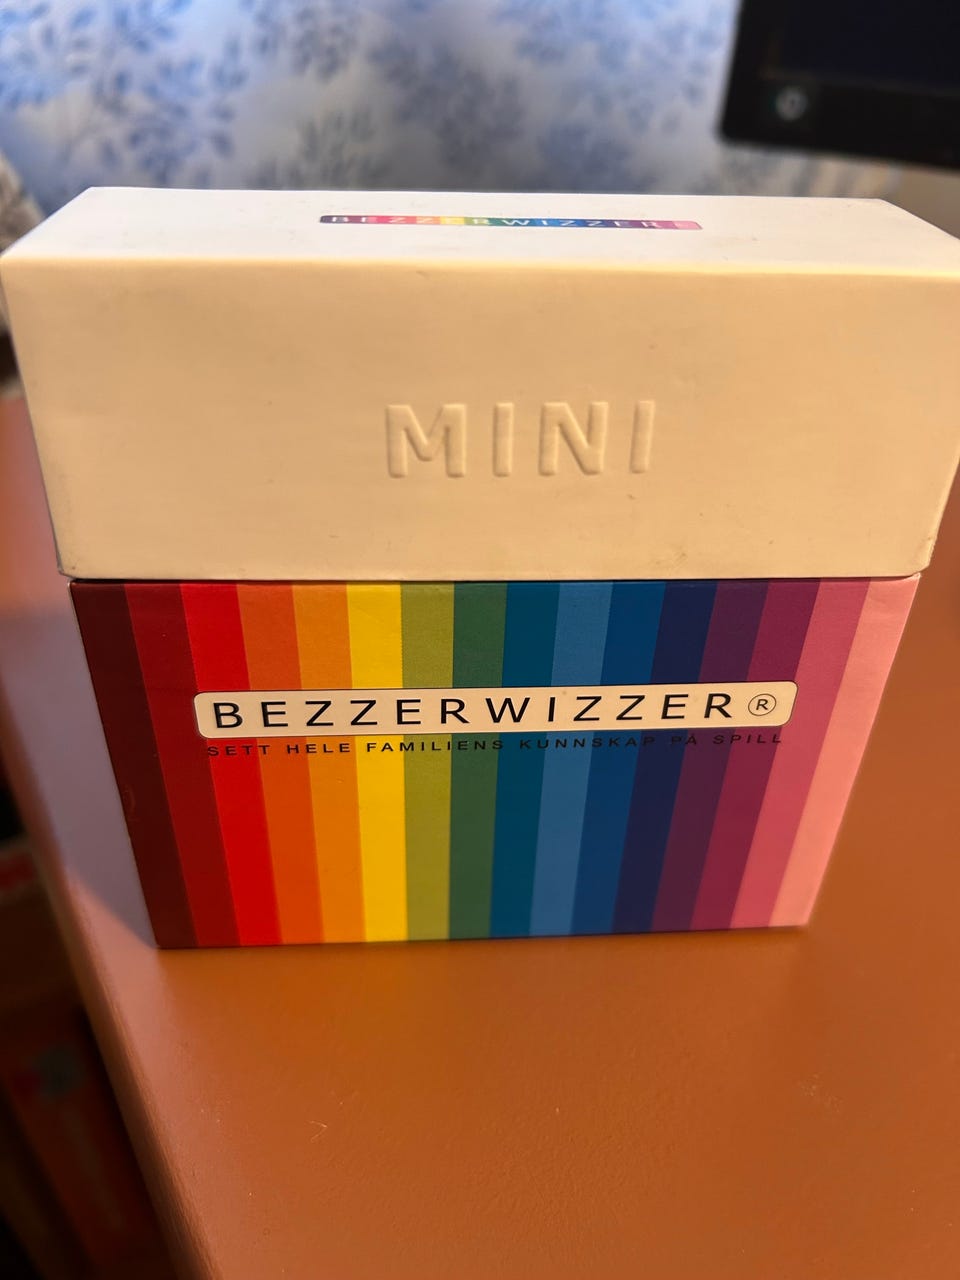 BEZZERWIZZER
MINI
BEZZERWIZZER®
SETT HELE FAMILIENS KUNNSKAP PÅ SPILL